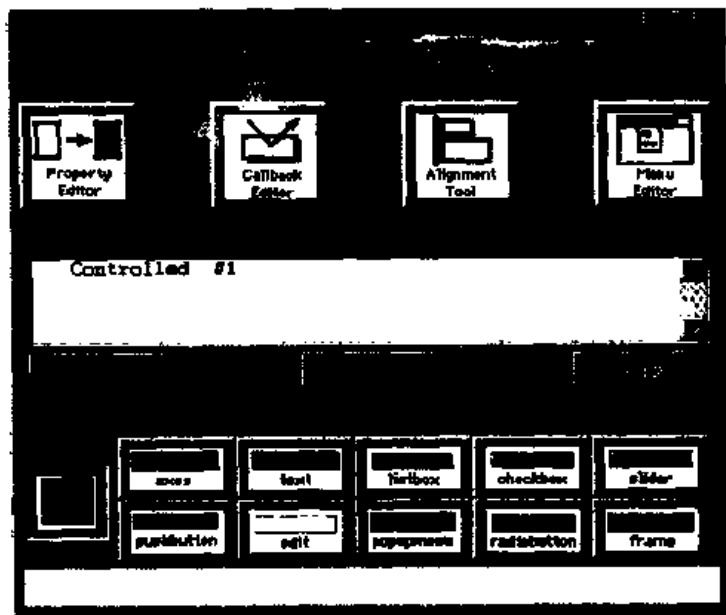 Property
Editor
Callback
Editor
Alignment
Tool
Menu
Editor
Controlled #1
axes
text
listbox
checkbox
slider
pushbutton
edit
popupmenu
radiobutton
frame